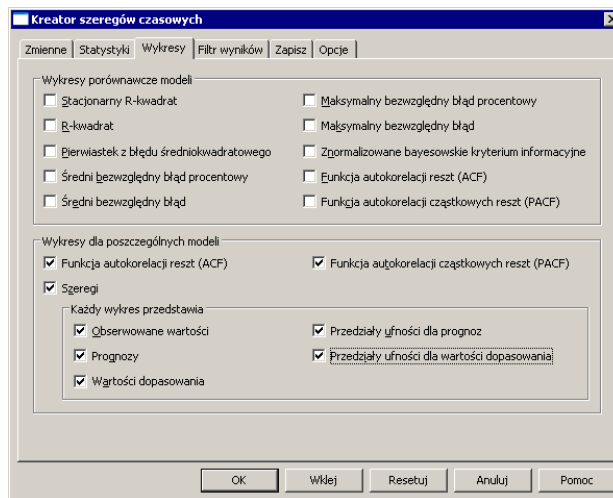 Kreator szeregów czasowych
Zmienne Statystyki Wykresy Filtr wyników Zapisz Opcje
Wykresy porównawcze modeli
Stacjonarny R-kwadrat
Maksymalny bezwzględny błąd procentowy
R-kwadrat
Maksymalny bezwzględny błąd
Pierwiastek z błędu średniokwadratowego
Znormalizowane bayesowskie kryterium informacyjne
Średni bezwzględny błąd procentowy
Funkcja autokorelacji reszt (ACF)
Średni bezwzględny błąd
Funkcja autokorelacji cząstkowych reszt (PACF)
Wykresy dla poszczególnych modeli
Funkcja autokorelacji reszt (ACF)
Funkcja autokorelacji cząstkowych reszt (PACF)
Szeregi
Każdy wykres przedstawia
Obserwowane wartości
Przedziały ufności dla prognoz
Prognozy
Przedziały ufności dla wartości dopasowania
Wartości dopasowania
OK Wklej Resetuj Anuluj Pomoc